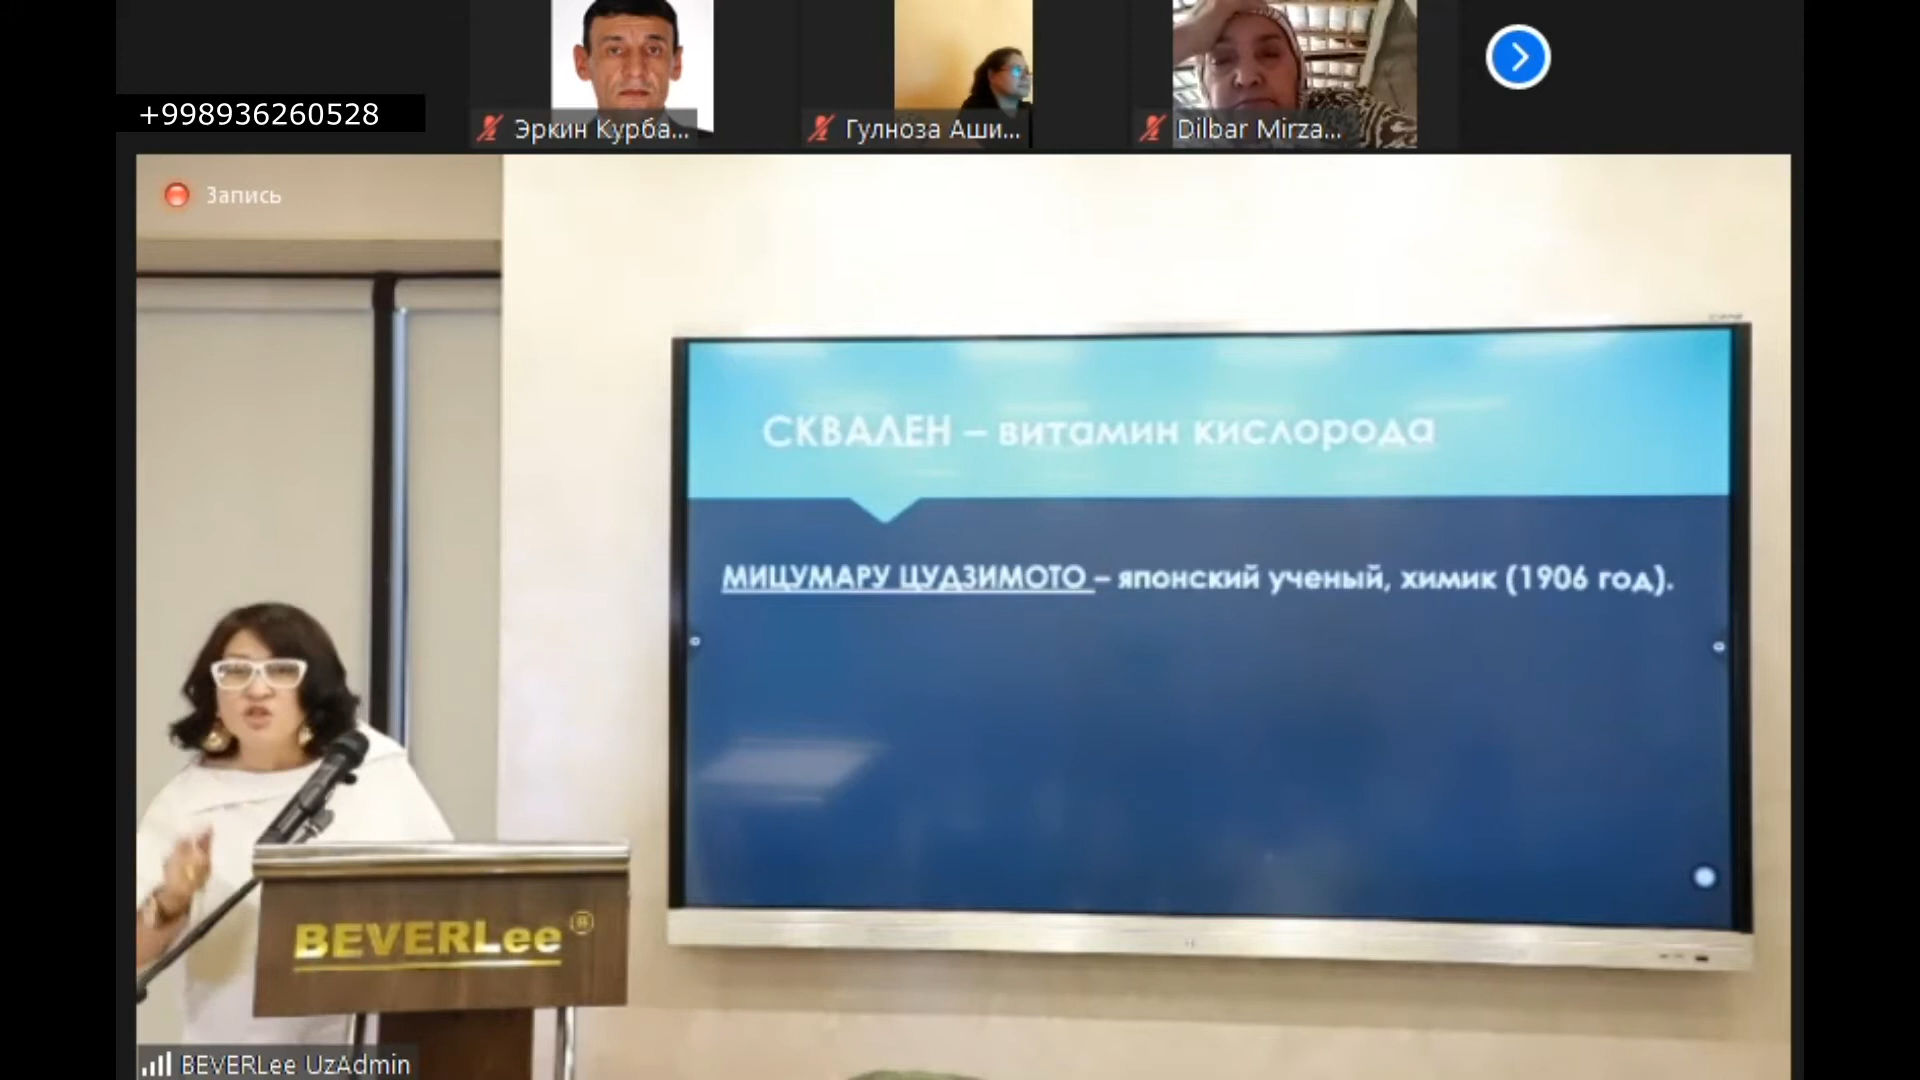 +998936260528
Эркин Курба...
Гулноза Аши...
Dilbar Mirza...
Запись
СКВАЛЕН – витамин кислорода
МИЦУМАРУ ЦУДЗИМОТО – японский ученый, химик (1906 год).
BEVERLee®
BEVERLee UzAdmin